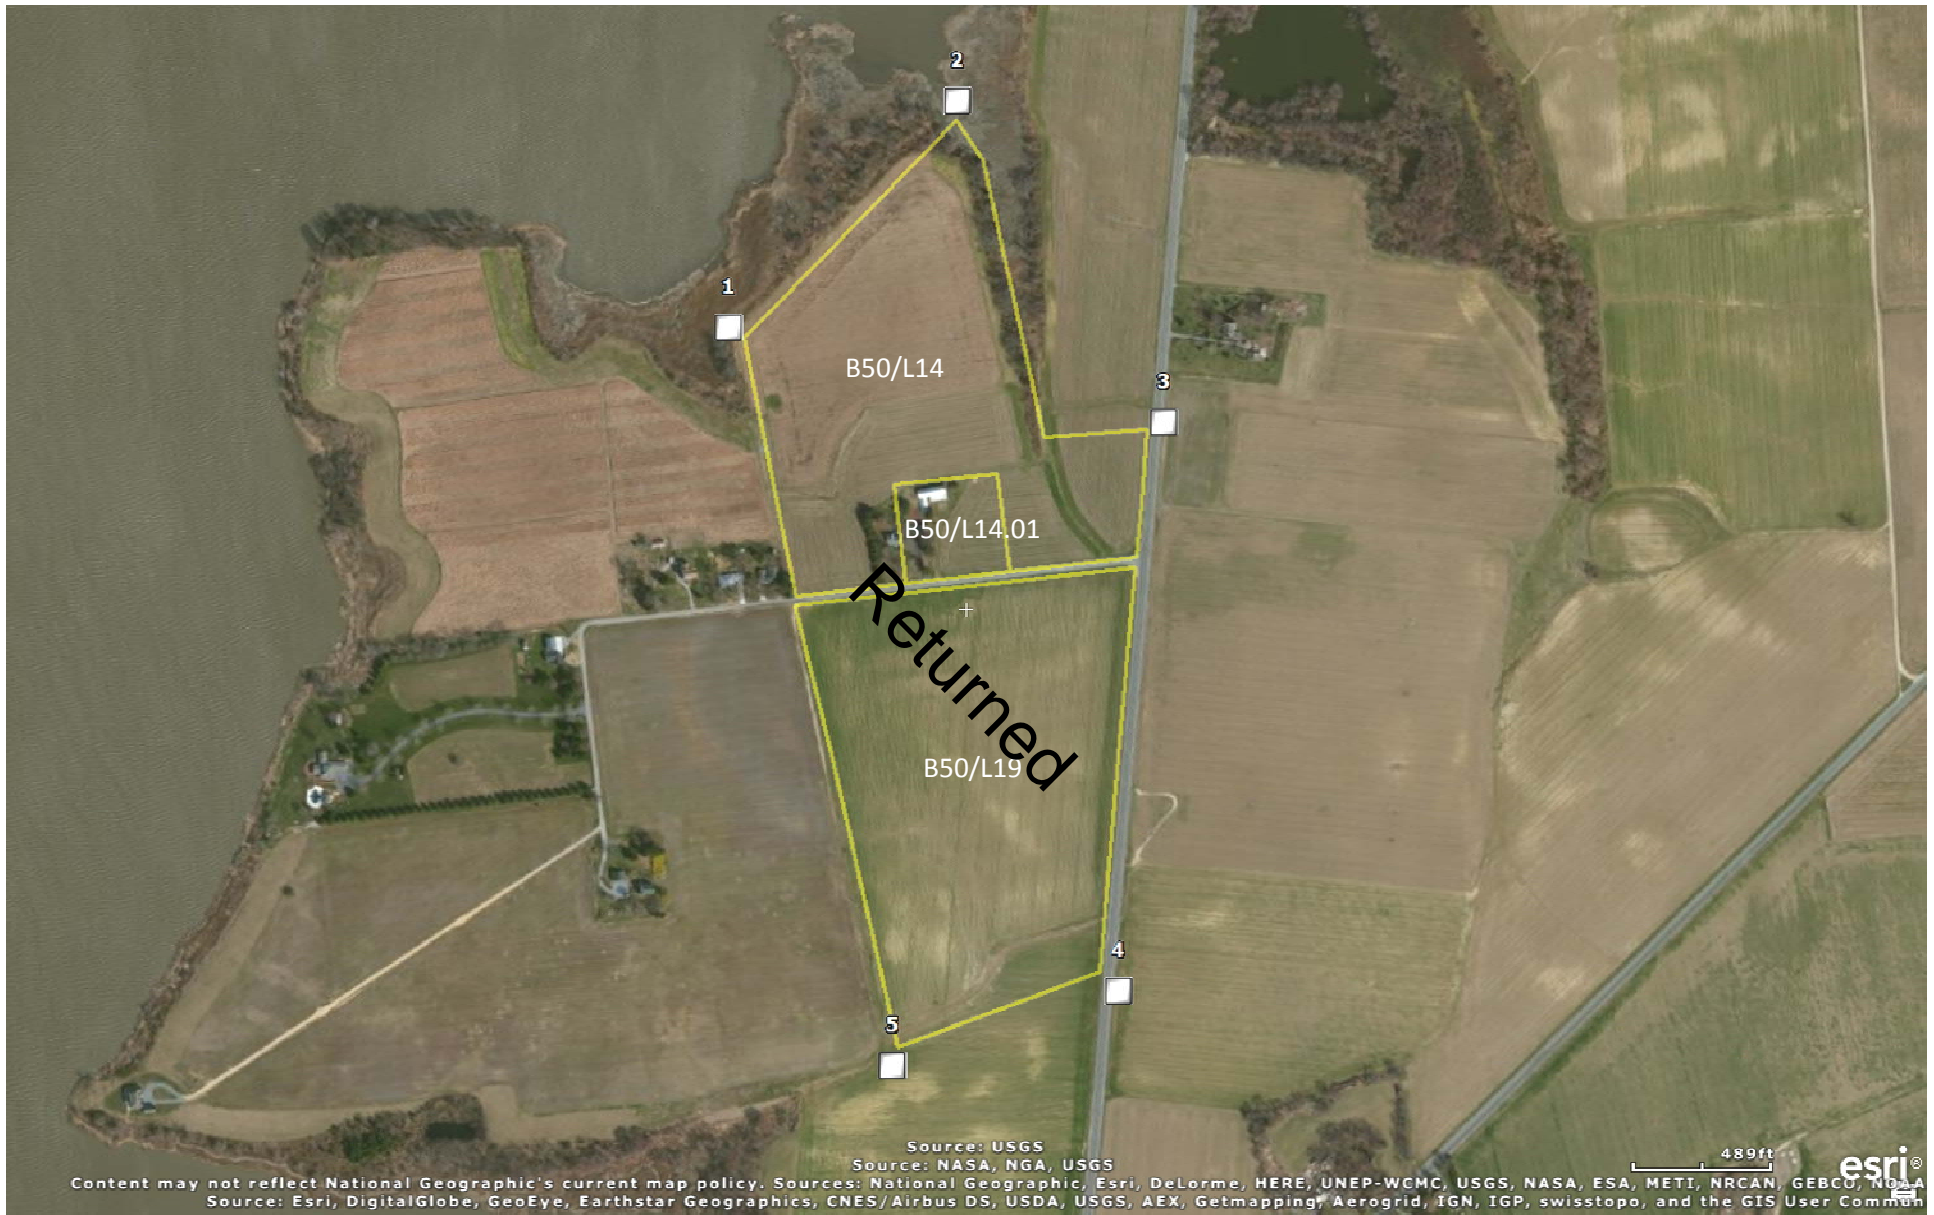 2
1
B50/L14
3
B50/L14.01
Returned
B50/L19
4
5
Source: USGS
Source: NASA, NGA, USGS
489ft
esri®
Content may not reflect National Geographic's current map policy. Sources: National Geographic, Esri, DeLorme, HERE, UNEP-WCMC, USGS, NASA, ESA, METI, NRCAN, GEBCO, NOAA
Source: Esri, DigitalGlobe, GeoEye, Earthstar Geographics, CNES/Airbus DS, USDA, USGS, AEX, Getmapping, Aerogrid, IGN, IGP, swisstopo, and the GIS User Commun